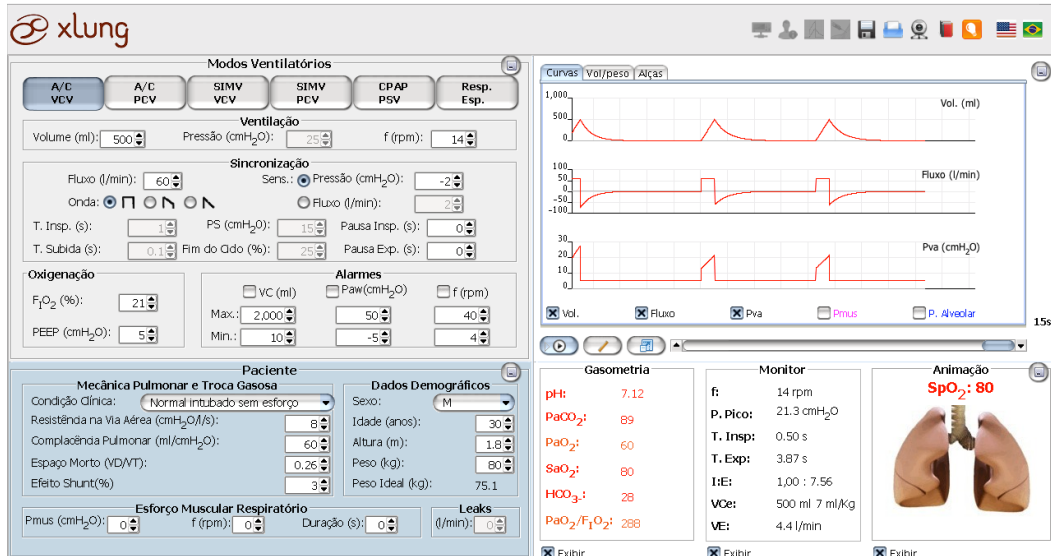 xlung
Modos Ventilatórios
A/C VCV
A/C PCV
SIMV VCV
SIMV PCV
CPAP PSV
Resp. Esp.
Ventilação
Volume (ml): 500 Pressão (cmH2O): 25 f (rpm): 14
Sincronização
Fluxo (l/min): 60 Sens.: Pressão (cmH2O): -2
Onda: Fluxo (l/min): 2
T. Insp. (s): 1 PS (cmH2O): 15 Pausa Insp. (s): 0
T. Subida (s): 0.1 Fim do Ciclo (%): 25 Pausa Exp. (s): 0
Oxigenação
FIO2 (%): 21
PEEP (cmH2O): 5
Alarmes
VC (ml) Paw(cmH2O) f (rpm)
Max.: 2,000 50 40
Min.: 10 -5 4
Curvas Vol/peso Alças
Vol. (ml)
1,000
500
0
Fluxo (l/min)
100
50
0
-50
-100
Pva (cmH2O)
30
20
10
0
Vol. Fluxo Pva Pmus P. Alveolar
15s
Paciente
Mecânica Pulmonar e Troca Gasosa
Condição Clínica: Normal intubado sem esforço
Resistência na Via Aérea (cmH2O/l/s): 8
Complacência Pulmonar (ml/cmH2O): 60
Espaço Morto (VD/VT): 0.26
Efeito Shunt(%) 3
Dados Demográficos
Sexo: M
Idade (anos): 30
Altura (m): 1.8
Peso (kg): 80
Peso Ideal (kg): 75.1
Esforço Muscular Respiratório
Pmus (cmH2O): 0 f (rpm): 0 Duração (s): 0
Leaks
(l/min): 0
Gasometria
pH: 7.12
PaCO2: 89
PaO2: 60
SaO2: 80
HCO3-: 28
PaO2/FIO2: 288
Exibir
Monitor
f: 14 rpm
P. Pico: 21.3 cmH2O
T. Insp: 0.50 s
T. Exp: 3.87 s
I:E: 1,00 : 7.56
VCe: 500 ml 7 ml/Kg
VE: 4.4 l/min
Exibir
Animação
SpO2: 80
Exibir